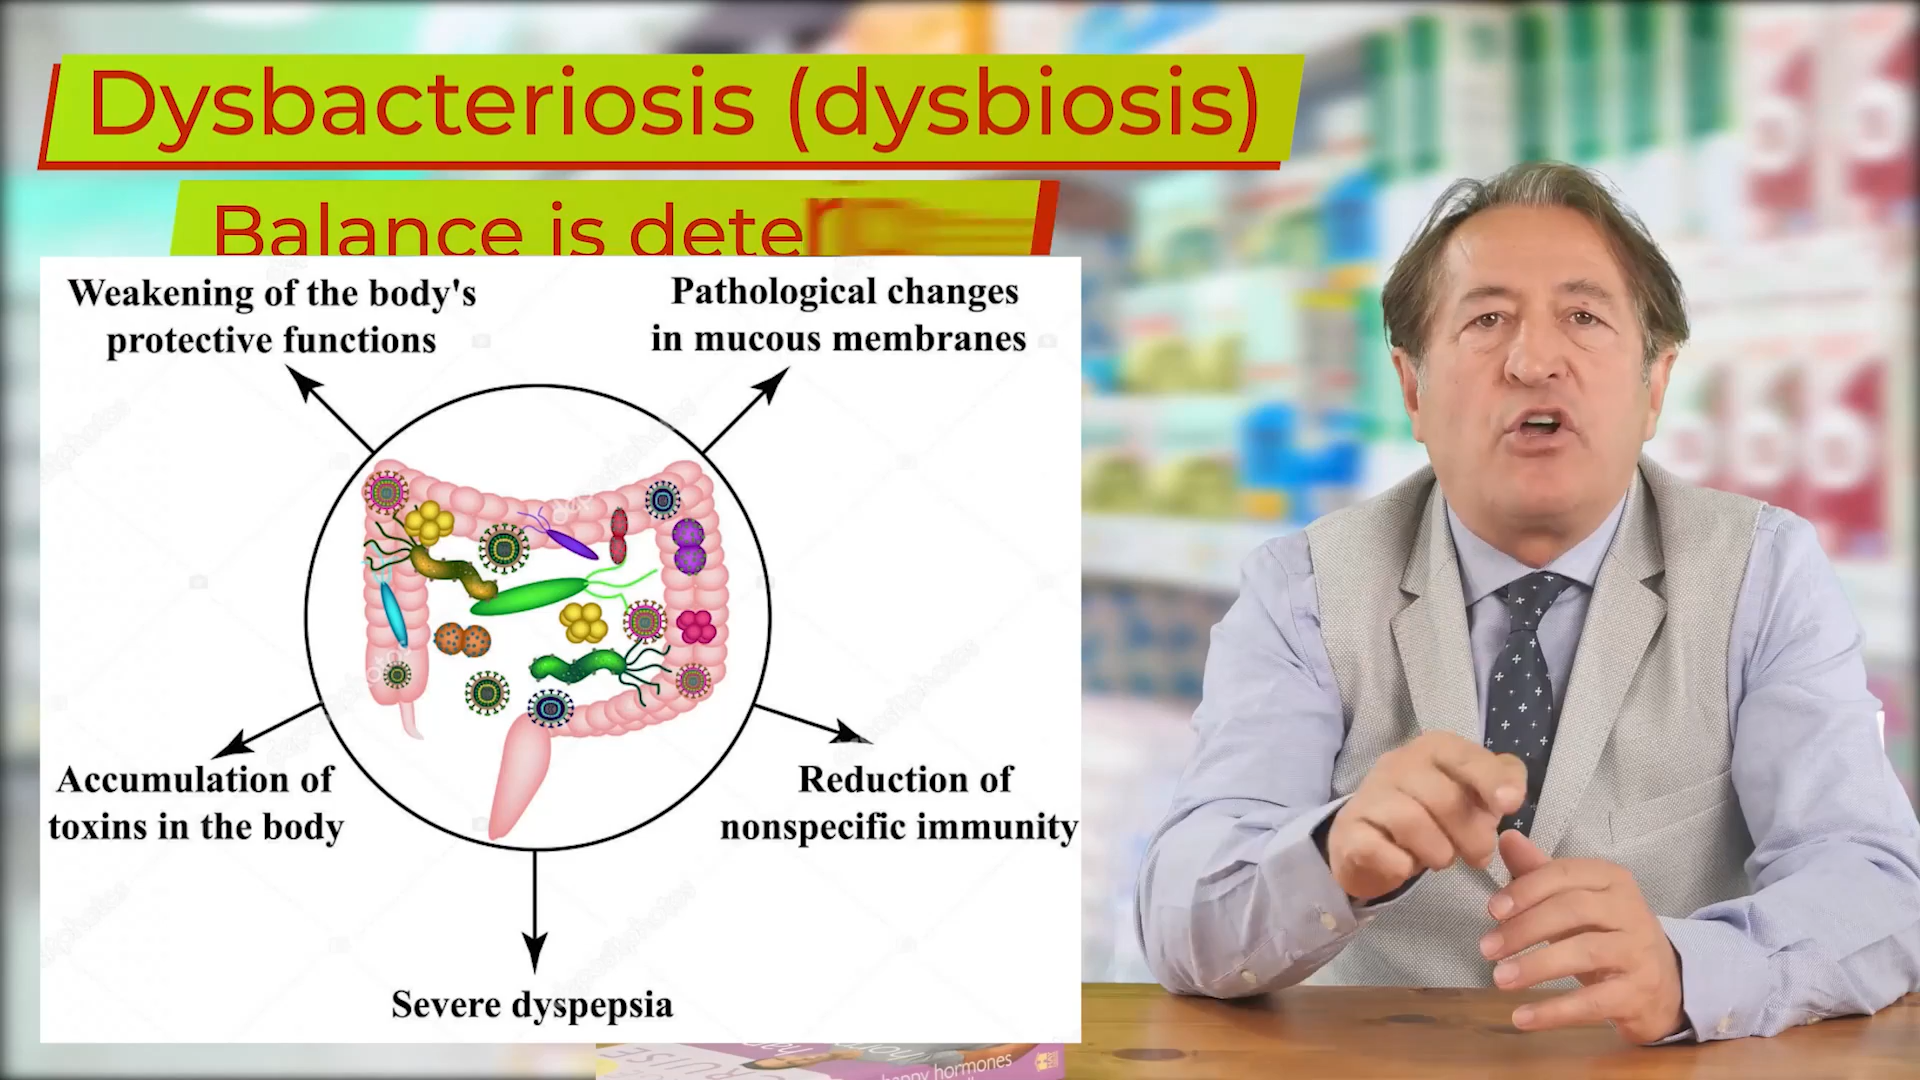 Dysbacteriosis (dysbiosis)
Balance is dete
Weakening of the body's
protective functions
Pathological changes
in mucous membranes
Accumulation of
toxins in the body
Reduction of
nonspecific immunity
Severe dyspepsia
happy hormones